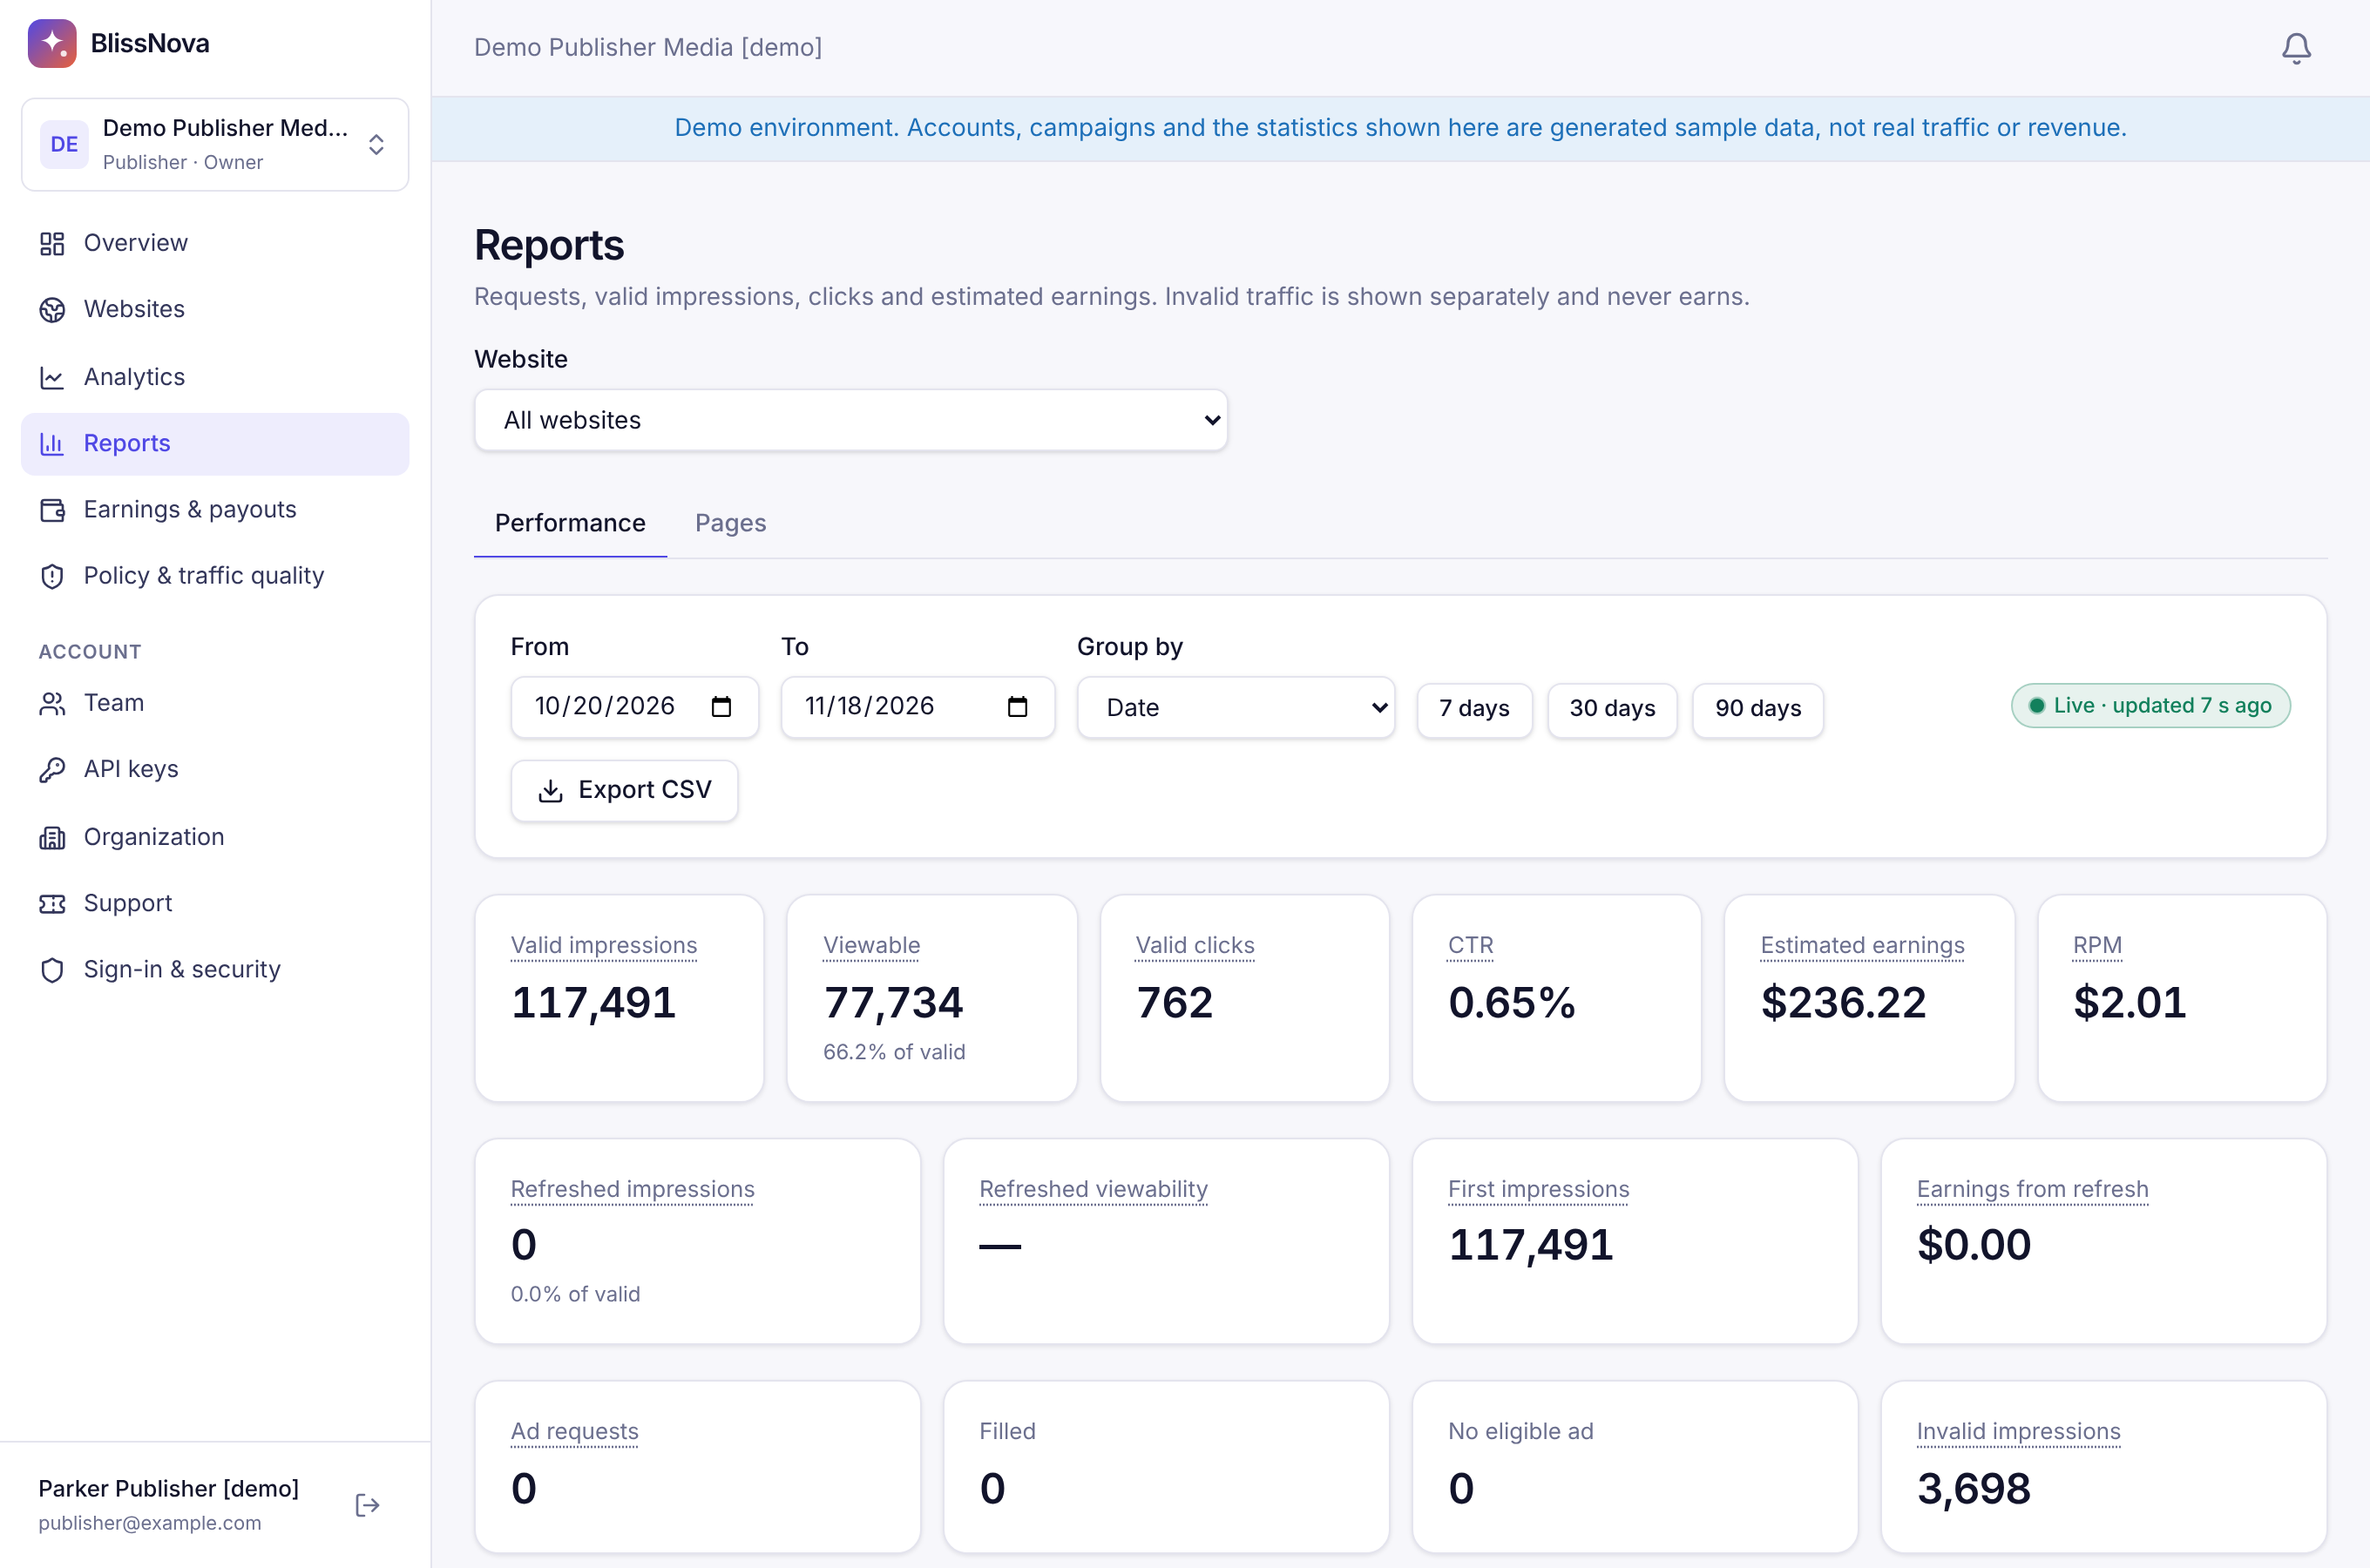 BlissNova
DE
Demo Publisher Med...
Publisher · Owner
Overview
Websites
Analytics
Reports
Earnings & payouts
Policy & traffic quality
ACCOUNT
Team
API keys
Organization
Support
Sign-in & security
Parker Publisher [demo]
publisher@example.com
Demo Publisher Media [demo]
Demo environment. Accounts, campaigns and the statistics shown here are generated sample data, not real traffic or revenue.
Reports
Requests, valid impressions, clicks and estimated earnings. Invalid traffic is shown separately and never earns.
Website
All websites
Performance Pages
From To Group by
10/20/2026 11/18/2026 Date 7 days 30 days 90 days Live · updated 7 s ago
Export CSV
Valid impressions Viewable Valid clicks CTR Estimated earnings RPM
117,491 77,734 762 0.65% $236.22 $2.01
66.2% of valid
Refreshed impressions Refreshed viewability First impressions Earnings from refresh
0 — 117,491 $0.00
0.0% of valid
Ad requests Filled No eligible ad Invalid impressions
0 0 0 3,698